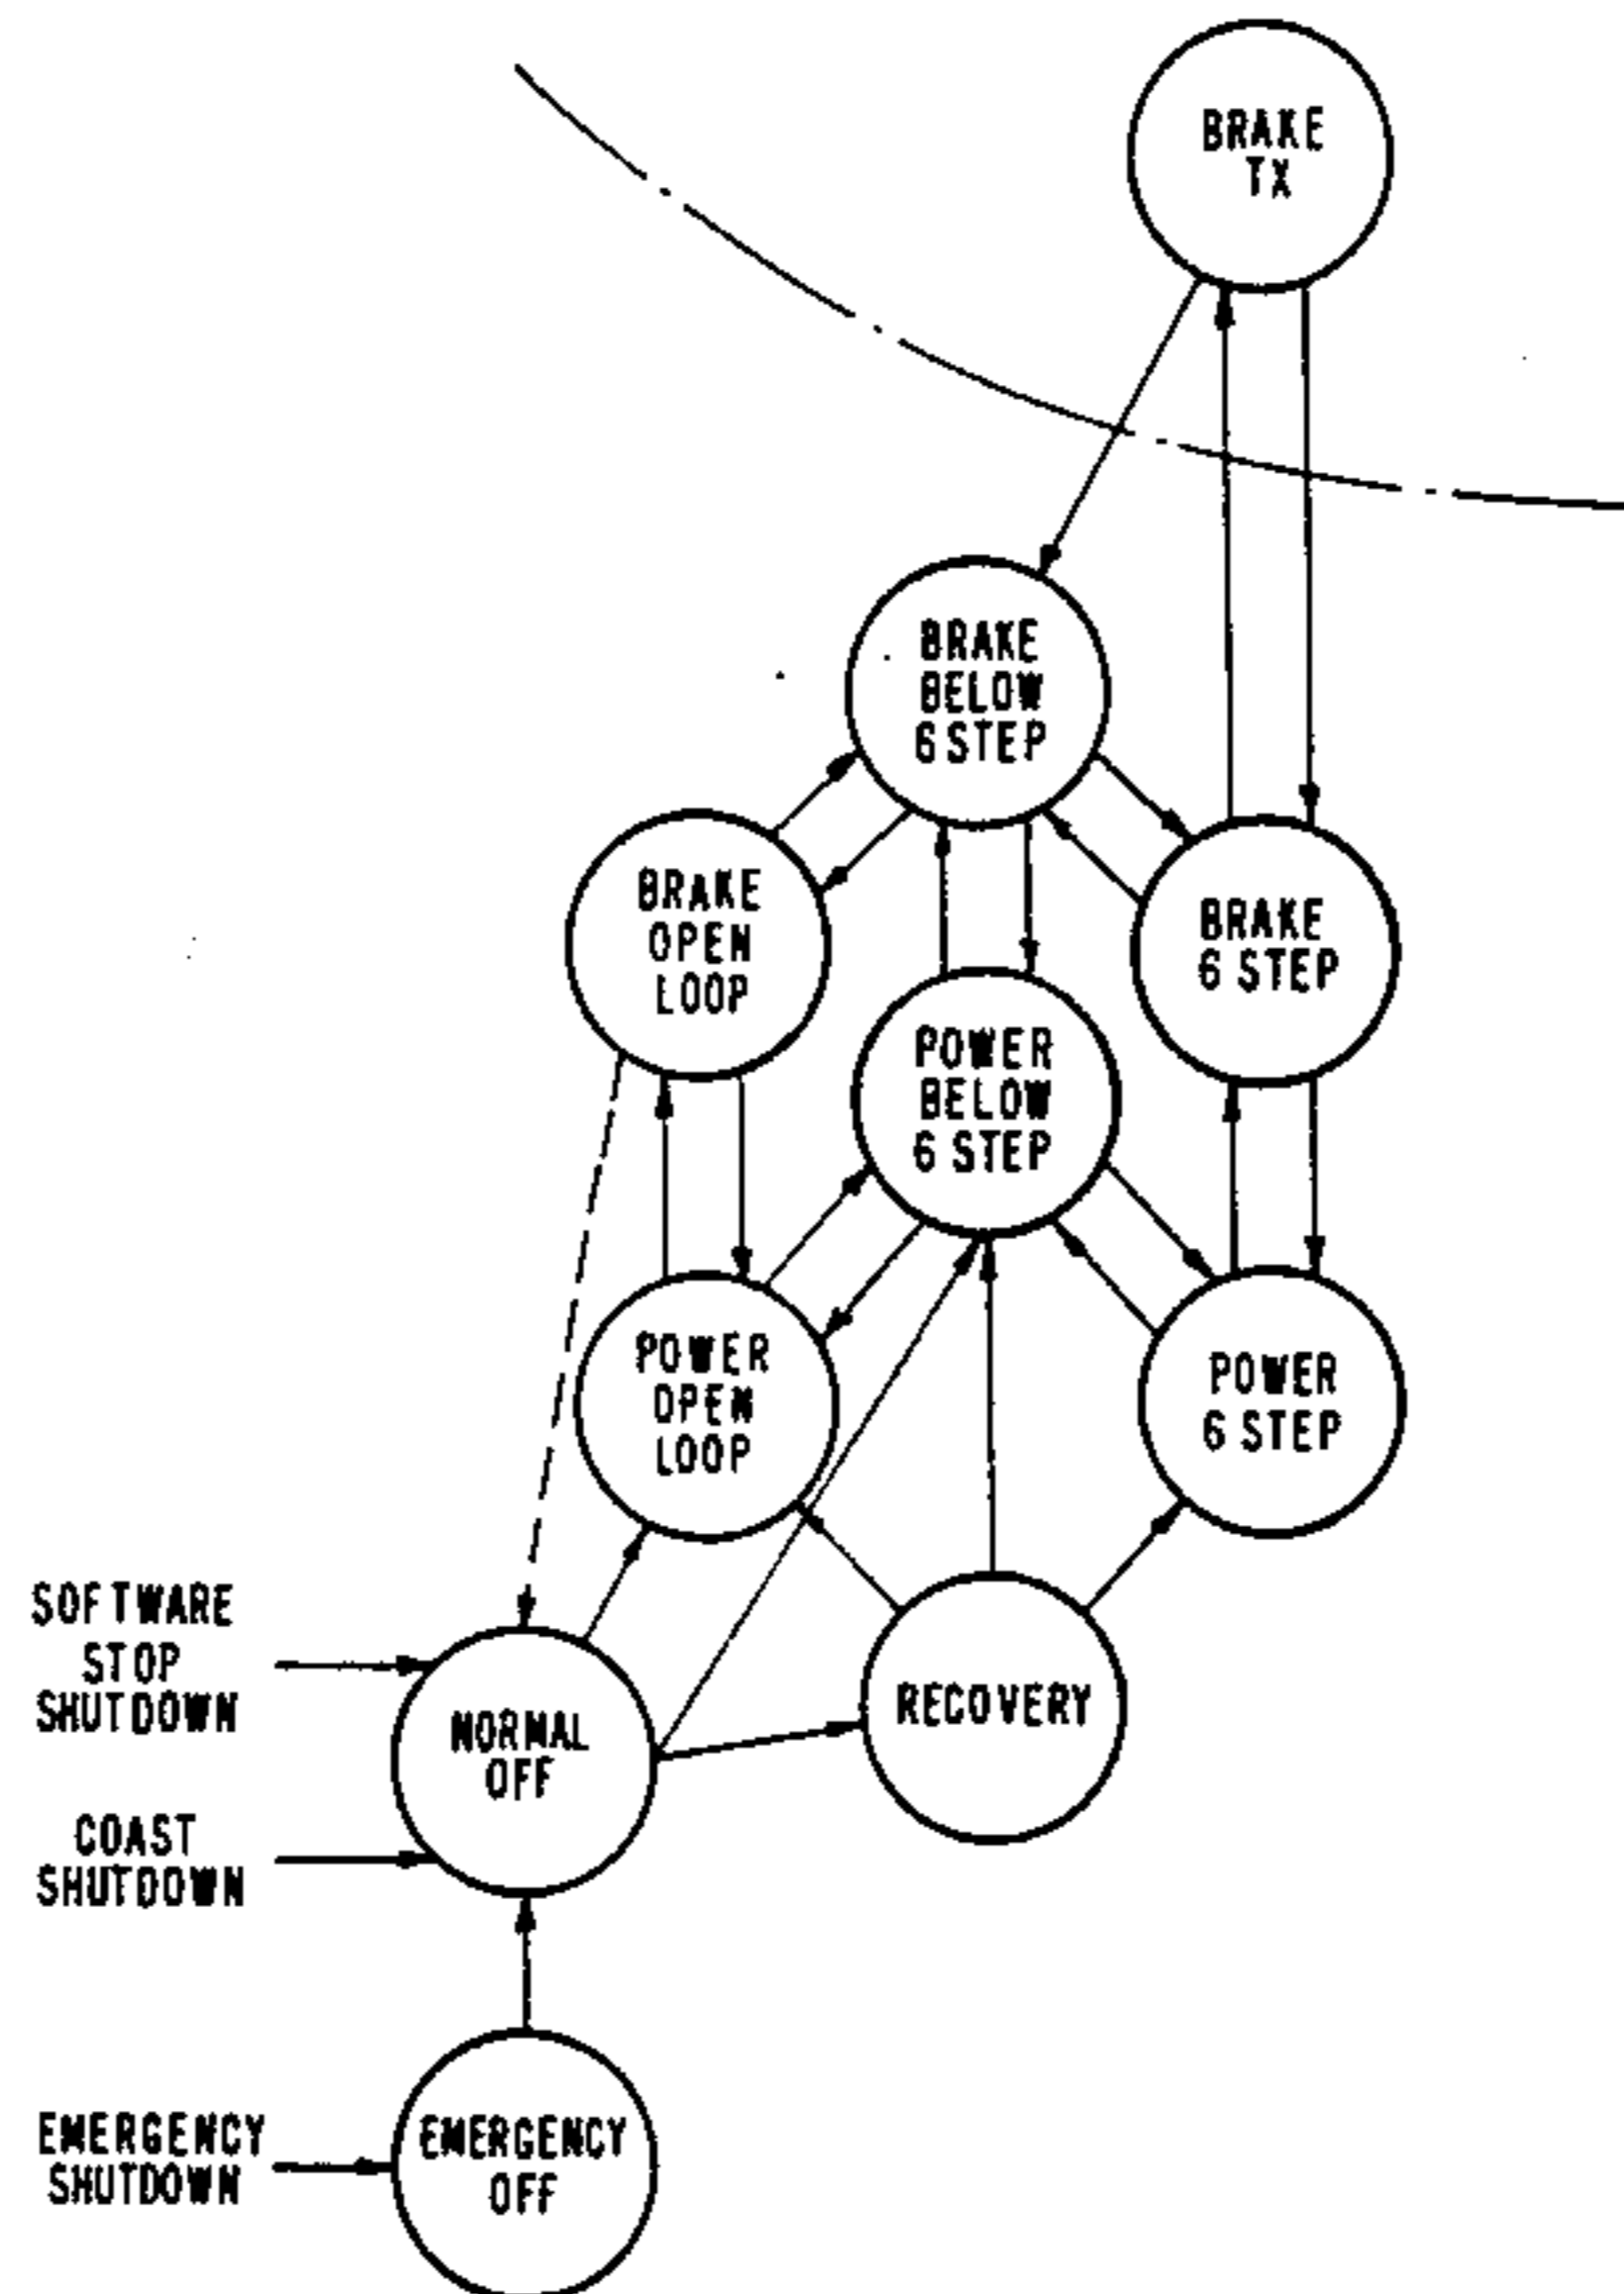 BRAKE
TX
BRAKE
BELOW
6 STEP
BRAKE
OPEN
LOOP
BRAKE
6 STEP
POWER
BELOW
6 STEP
POWER
OPEN
LOOP
POWER
6 STEP
SOFTWARE
STOP
SHUTDOWN
NORMAL
OFF
RECOVERY
COAST
SHUTDOWN
EMERGENCY
SHUTDOWN
EMERGENCY
OFF